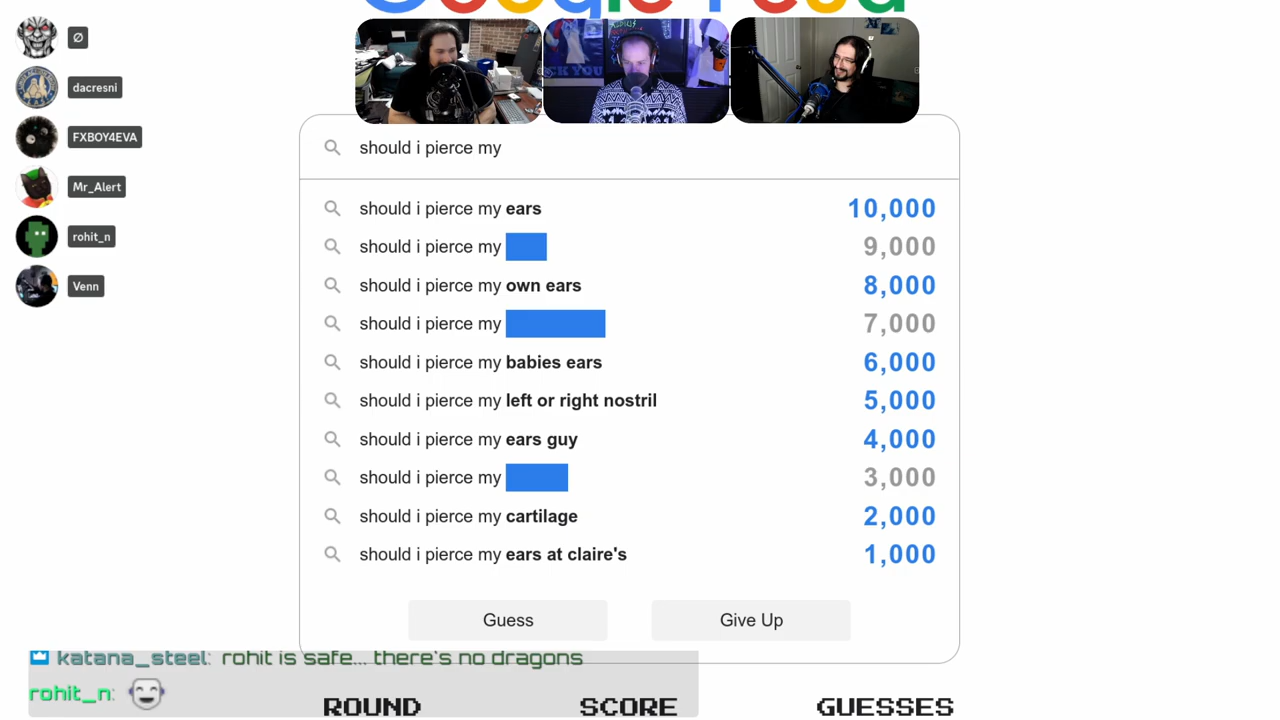 Google Feud
Ø
dacresni
FXBOY4EVA
Mr_Alert
rohit_n
Venn
should i pierce my
should i pierce my ears 10,000
should i pierce my 9,000
should i pierce my own ears 8,000
should i pierce my 7,000
should i pierce my babies ears 6,000
should i pierce my left or right nostril 5,000
should i pierce my ears guy 4,000
should i pierce my 3,000
should i pierce my cartilage 2,000
should i pierce my ears at claire's 1,000
Guess Give Up
katana_steel: rohit is safe... there's no dragons
rohit_n:
ROUND SCORE GUESSES